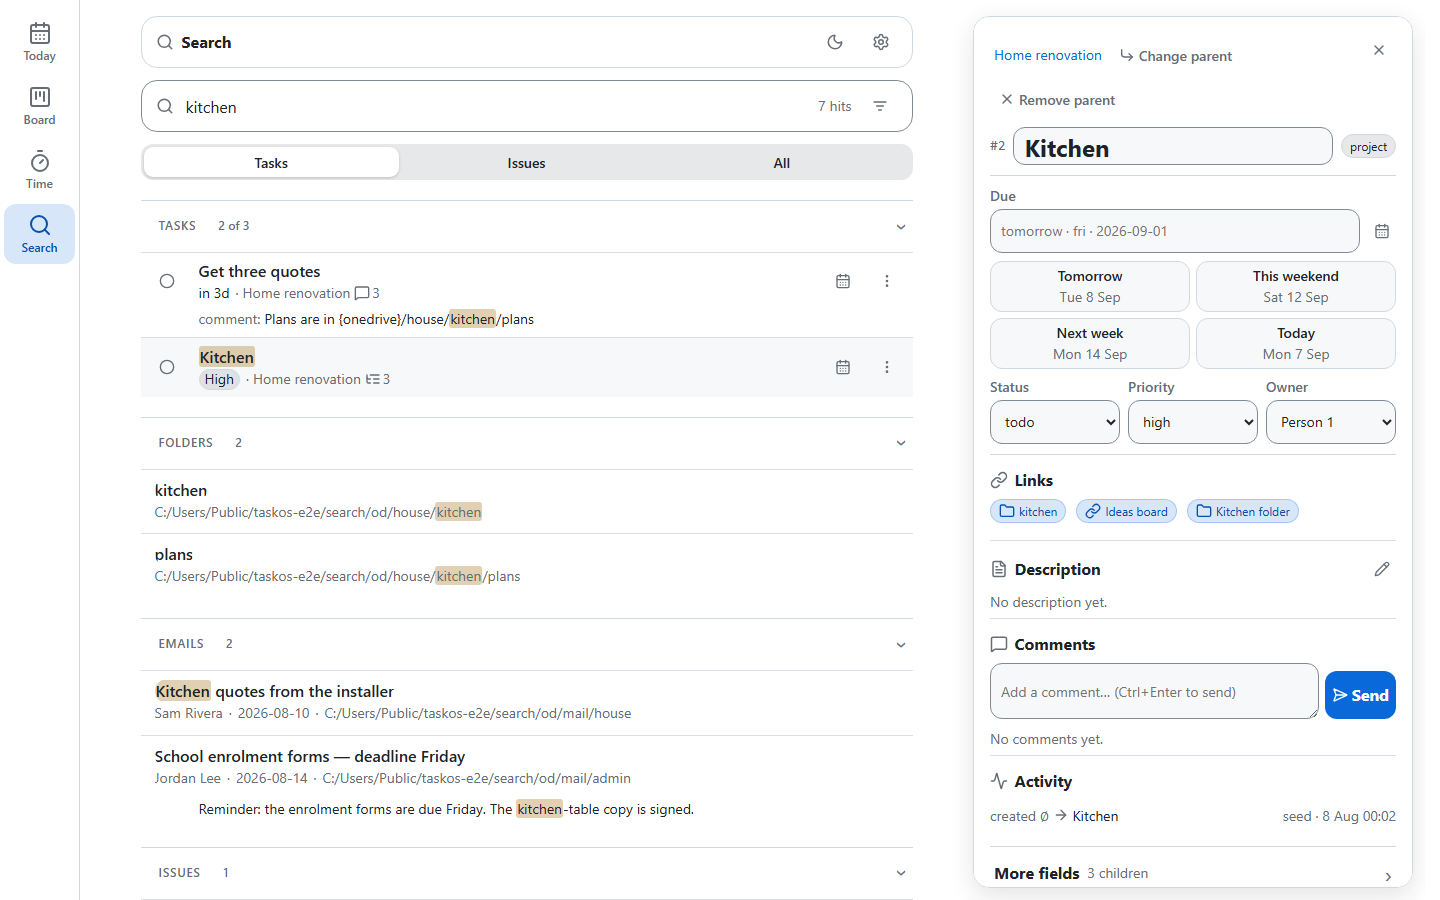 Today
Board
Time
Search
Search
kitchen
7 hits
Tasks
Issues
All
TASKS 2 of 3
Get three quotes
in 3d · Home renovation 3
comment: Plans are in {onedrive}/house/kitchen/plans
Kitchen
High · Home renovation 3
FOLDERS 2
kitchen
C:/Users/Public/taskos-e2e/search/od/house/kitchen
plans
C:/Users/Public/taskos-e2e/search/od/house/kitchen/plans
EMAILS 2
Kitchen quotes from the installer
Sam Rivera · 2026-08-10 · C:/Users/Public/taskos-e2e/search/od/mail/house
School enrolment forms — deadline Friday
Jordan Lee · 2026-08-14 · C:/Users/Public/taskos-e2e/search/od/mail/admin
Reminder: the enrolment forms are due Friday. The kitchen-table copy is signed.
ISSUES 1
Home renovation
Change parent
Remove parent
#2 Kitchen project
Due
tomorrow · fri · 2026-09-01
Tomorrow
Tue 8 Sep
This weekend
Sat 12 Sep
Next week
Mon 14 Sep
Today
Mon 7 Sep
Status Priority Owner
todo high Person 1
Links
kitchen
Ideas board
Kitchen folder
Description
No description yet.
Comments
Add a comment... (Ctrl+Enter to send)
Send
No comments yet.
Activity
created ∅ → Kitchen seed · 8 Aug 00:02
More fields 3 children